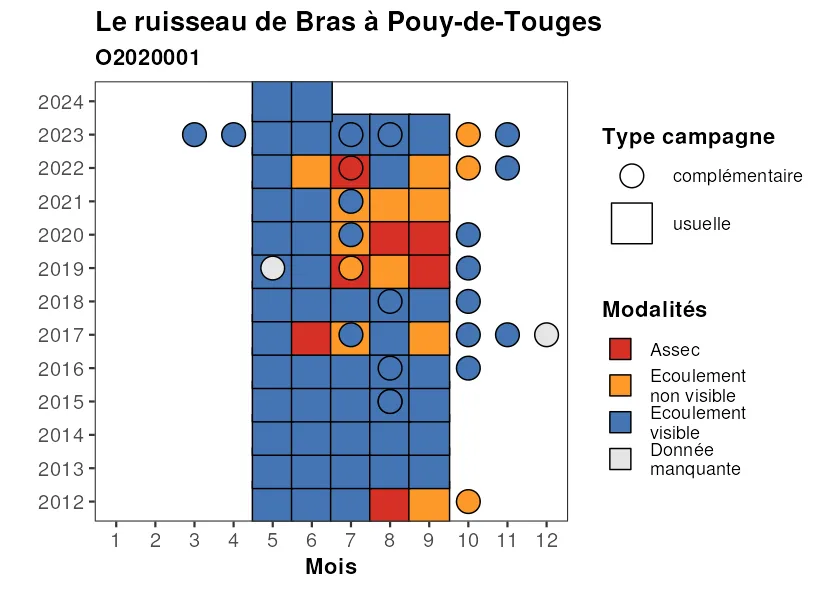 Le ruisseau de Bras à Pouy-de-Touges
O2020001
2024
2023
2022
2021
2020
2019
2018
2017
2016
2015
2014
2013
2012
1 2 3 4 5 6 7 8 9 10 11 12
Mois
Type campagne
complémentaire
usuelle
Modalités
Assec
Ecoulement
non visible
Ecoulement
visible
Donnée
manquante